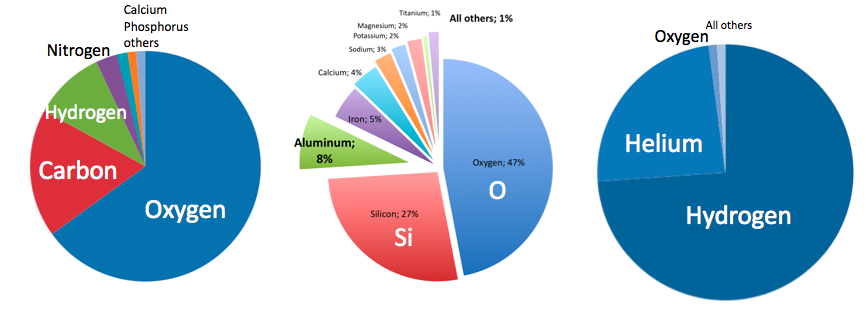 Calcium
Phosphorus
others
Nitrogen
Hydrogen
Carbon
Oxygen
Titanium; 1%
All others; 1%
Magnesium; 2%
Potassium; 2%
Sodium; 3%
Calcium; 4%
Iron; 5%
Aluminum;
8%
Oxygen; 47%
O
Silicon; 27%
Si
All others
Oxygen
Helium
Hydrogen